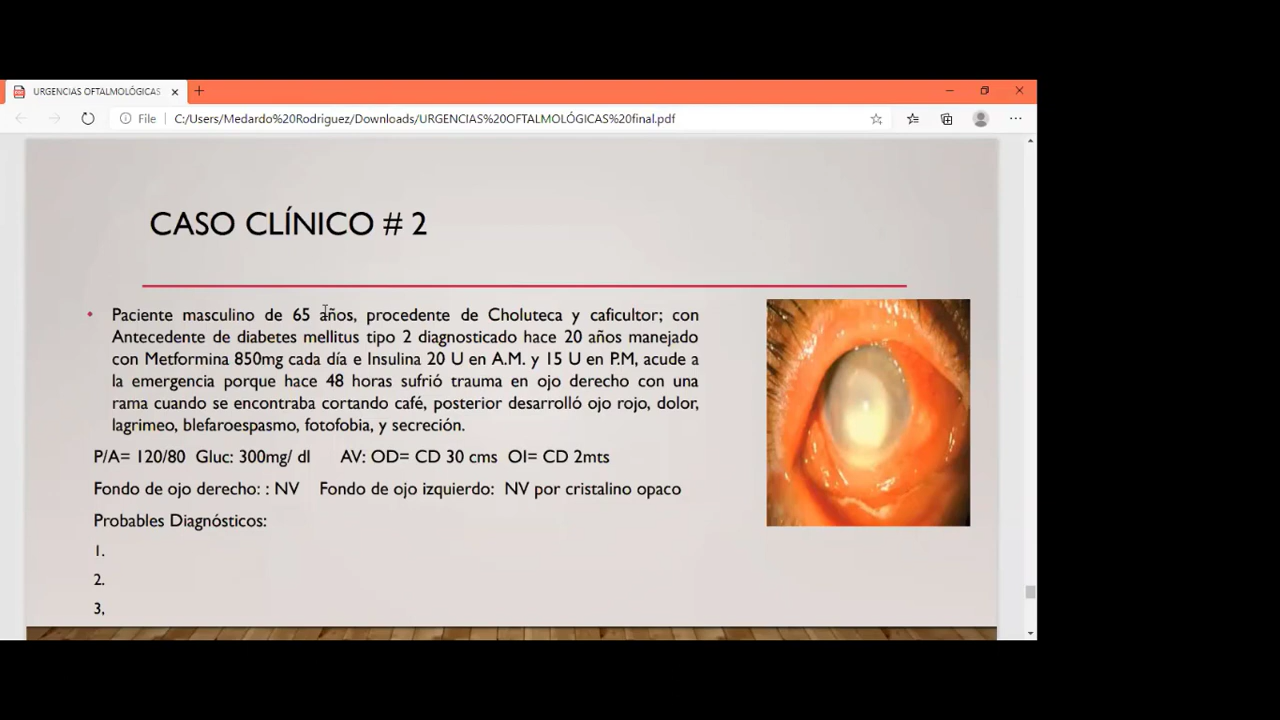 URGENCIAS OFTALMOLÓGICAS
File
C:/Users/Medardo%20Rodriguez/Downloads/URGENCIAS%20OFTALMOLÓGICAS%20final.pdf
CASO CLÍNICO # 2
• Paciente masculino de 65 años, procedente de Choluteca y caficultor; con
Antecedente de diabetes mellitus tipo 2 diagnosticado hace 20 años manejado
con Metformina 850mg cada día e Insulina 20 U en A.M. y 15 U en P.M, acude a
la emergencia porque hace 48 horas sufrió trauma en ojo derecho con una
rama cuando se encontraba cortando café, posterior desarrolló ojo rojo, dolor,
lagrimeo, blefaroespasmo, fotofobia, y secreción.
P/A= 120/80 Gluc: 300mg/ dl AV: OD= CD 30 cms OI= CD 2mts
Fondo de ojo derecho: : NV Fondo de ojo izquierdo: NV por cristalino opaco
Probables Diagnósticos:
1.
2.
3,